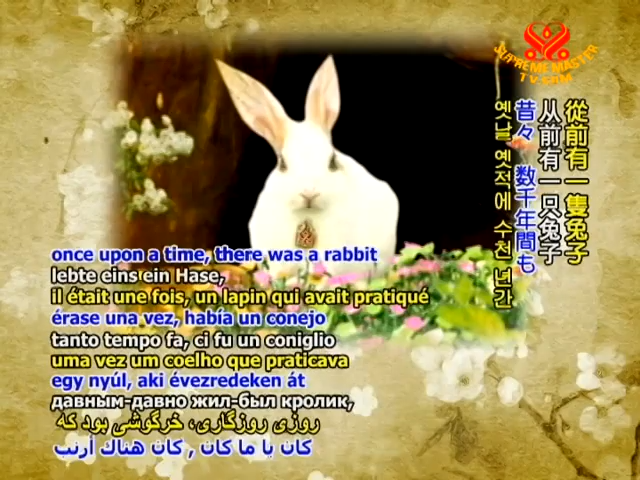 SUPREME MASTER
TV.COM
從前有一隻兔子
从前有一只兔子
昔々 数千年間も
옛날 옛적에 수천 년간
once upon a time, there was a rabbit
lebte eins ein Hase,
il était une fois, un lapin qui avait pratiqué
érase una vez, había un conejo
tanto tempo fa, ci fu un coniglio
uma vez um coelho que praticava
egy nyúl, aki évezredeken át
давным-давно жил-был кролик,
روزی روزگاری، خرگوشی بود که
كان يا ما كان , كان هناك أرنب